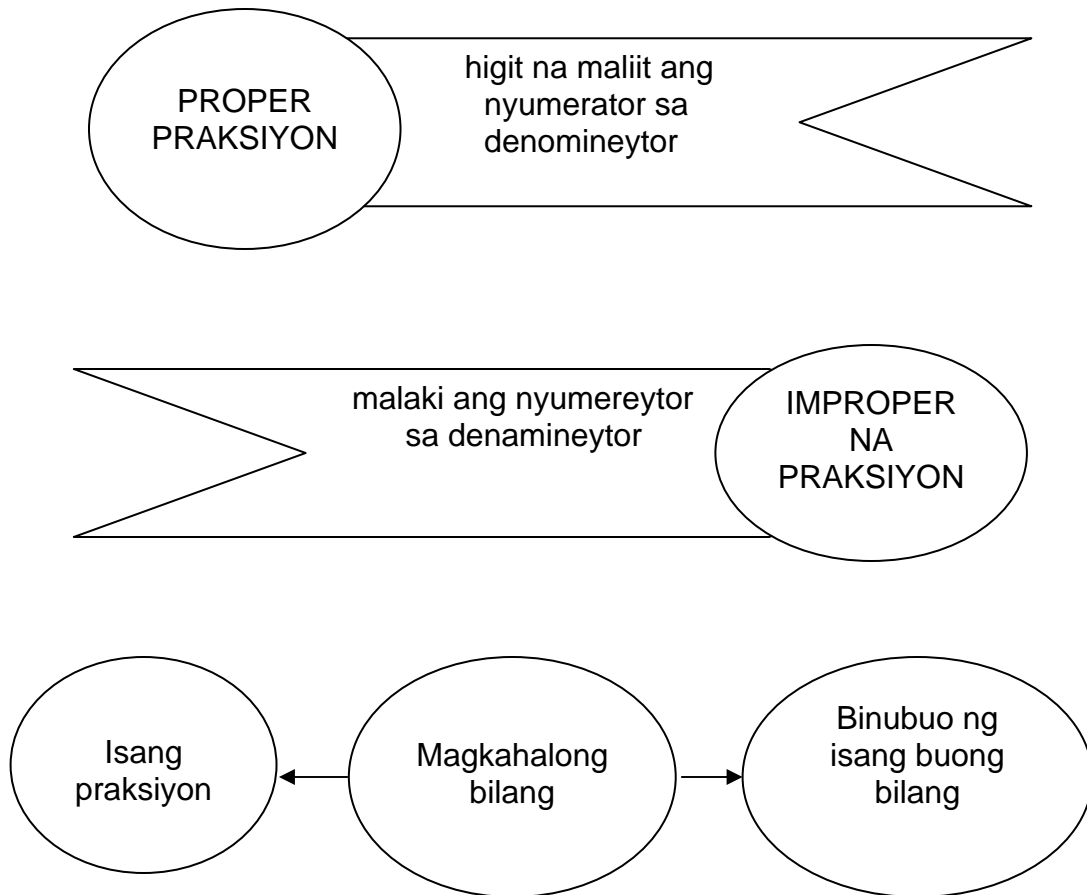 PROPER
PRAKSIYON
higit na maliit ang
nyumerator sa
denomineytor
malaki ang nyumereytor
sa denamineytor
IMPROPER
NA
PRAKSIYON
Isang
praksiyon
Magkahalong
bilang
Binubuo ng
isang buong
bilang